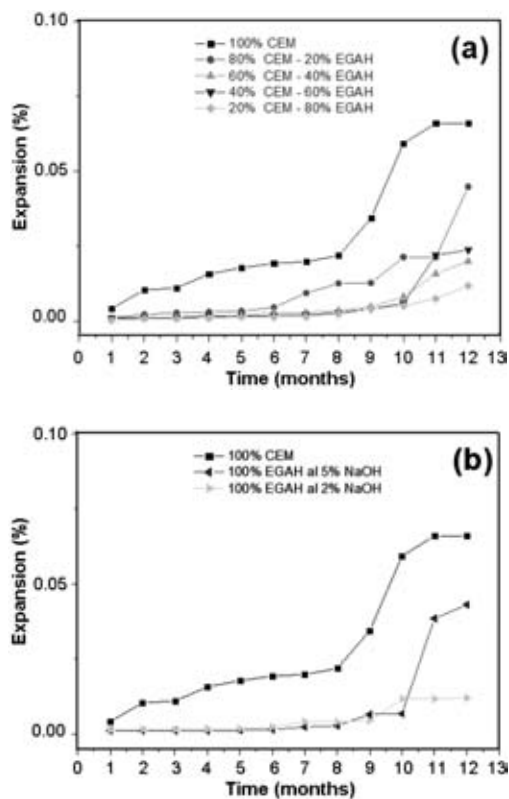 0.10
(a)
100% CEM
80% CEM - 20% EGAH
60% CEM - 40% EGAH
40% CEM - 60% EGAH
20% CEM - 80% EGAH
Expansion (%)
0.05
0.00
0 1 2 3 4 5 6 7 8 9 10 11 12 13
Time (months)
0.10
(b)
100% CEM
100% EGAH al 5% NaOH
100% EGAH al 2% NaOH
Expansion (%)
0.05
0.00
0 1 2 3 4 5 6 7 8 9 10 11 12 13
Time (months)